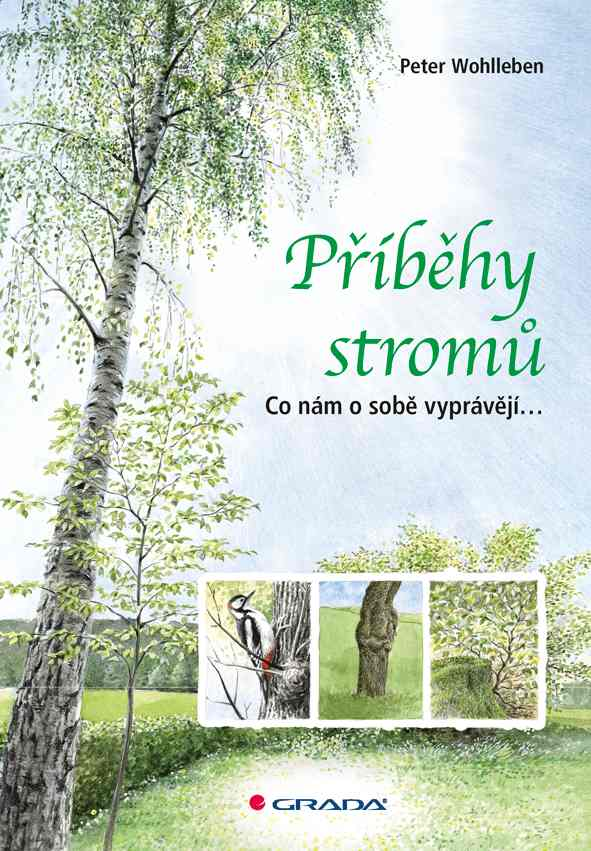 Peter Wohlleben
Příběhy
stromů
Co nám o sobě vyprávějí...
GRADA